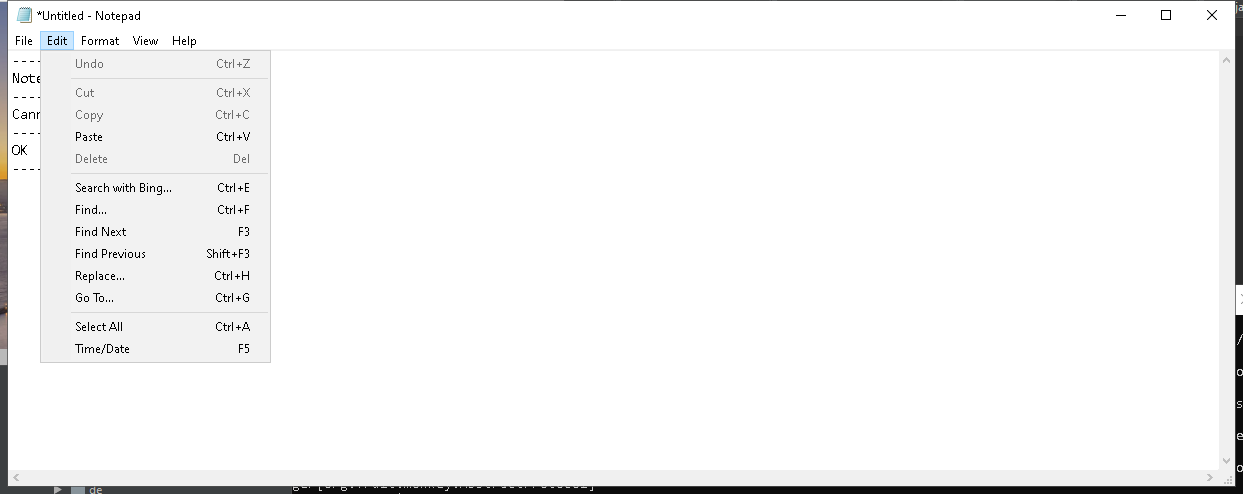 *Untitled - Notepad
File Edit Format View Help
Undo Ctrl+Z
Note
Cut Ctrl+X
Cann
Copy Ctrl+C
Paste Ctrl+V
OK
Delete Del
Search with Bing... Ctrl+E
Find... Ctrl+F
Find Next F3
Find Previous Shift+F3
Replace... Ctrl+H
Go To... Ctrl+G
Select All Ctrl+A
Time/Date F5
de